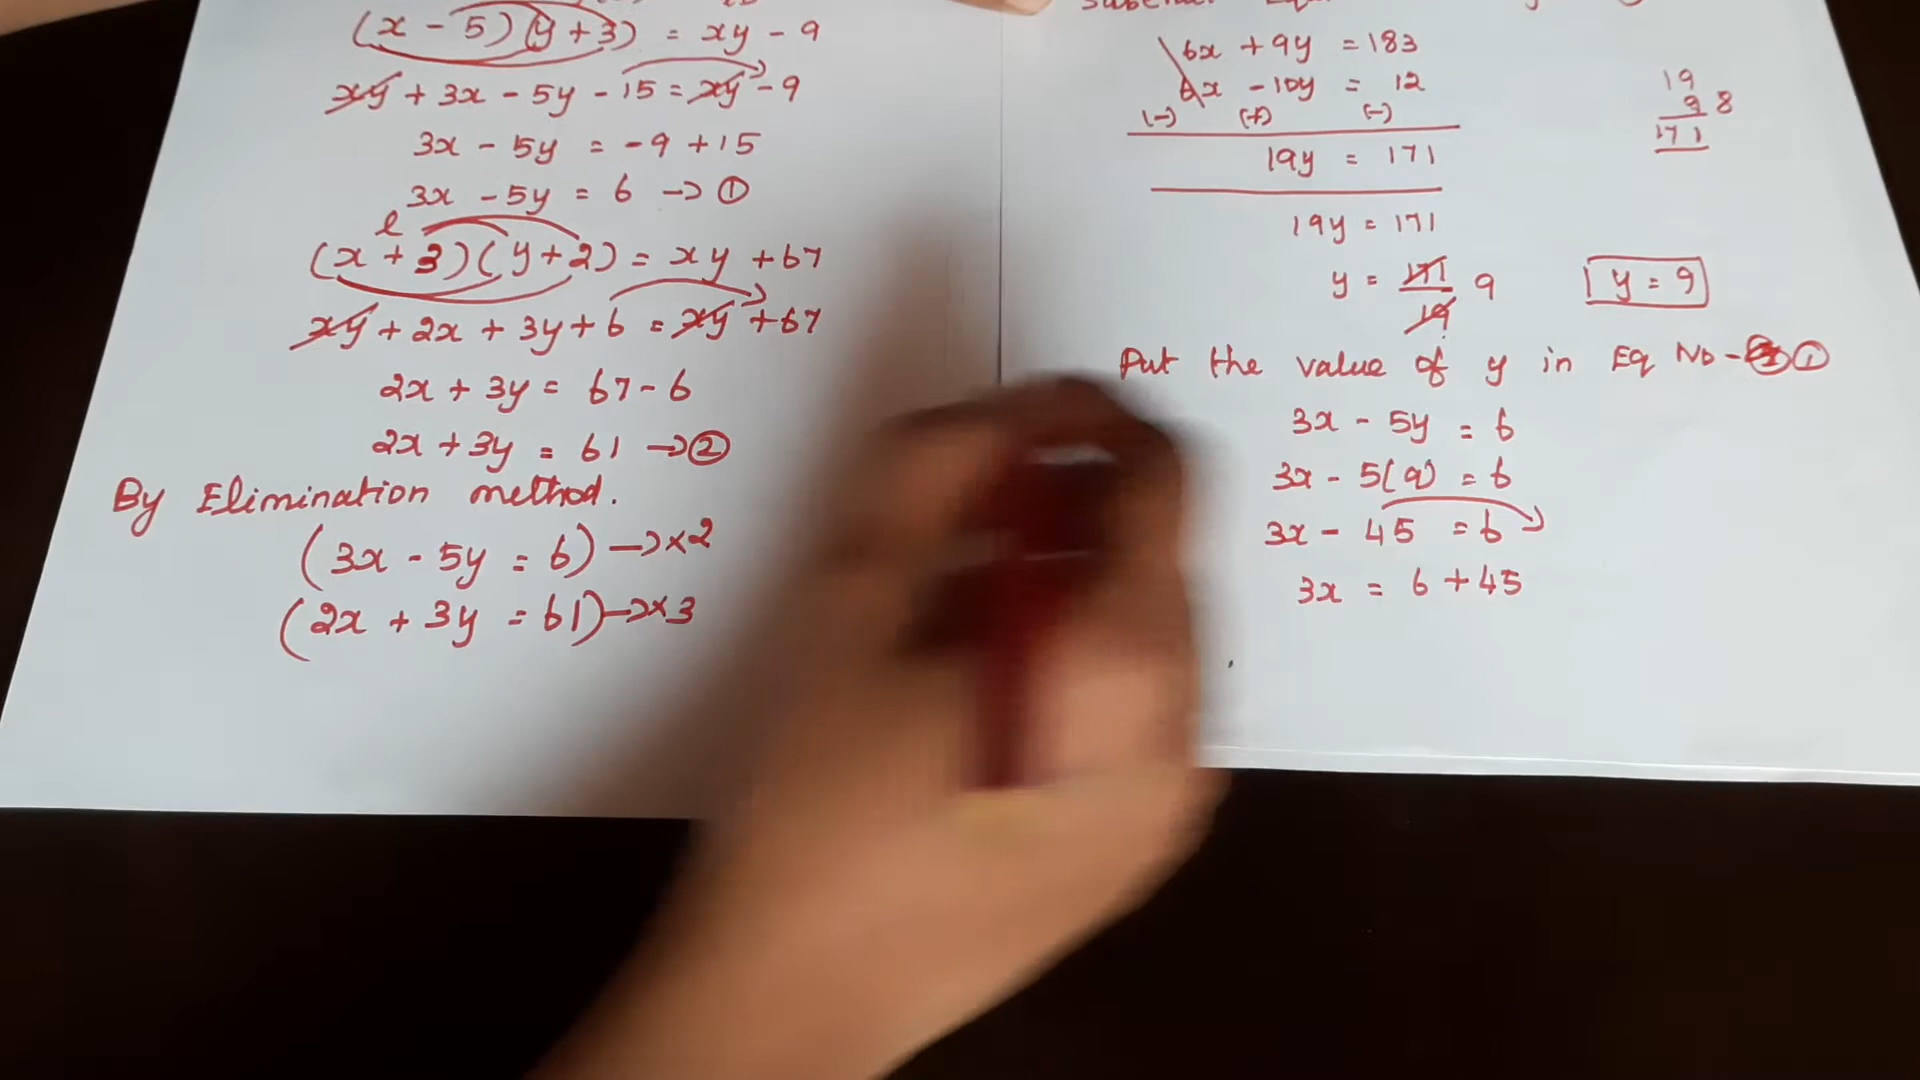 (x - 5)(y + 3) = xy - 9
xy + 3x - 5y - 15 = xy - 9
3x - 5y = -9 + 15
3x - 5y = 6 → ①
l
(x + 3)(y + 2) = xy + 67
xy + 2x + 3y + 6 = xy + 67
2x + 3y = 67 - 6
2x + 3y = 61 → ②
By Elimination method.
(3x - 5y = 6) → ×2
(2x + 3y = 61) → ×3
6x + 9y = 183
6x - 10y = 12
(-) (+) (-)
19y = 171
19y = 171
y = 171/19 9
y = 9
Put the value of y in Eq No - ①
3x - 5y = 6
3x - 5(9) = 6
3x - 45 = 6
3x = 6 + 45
19
9 8
171